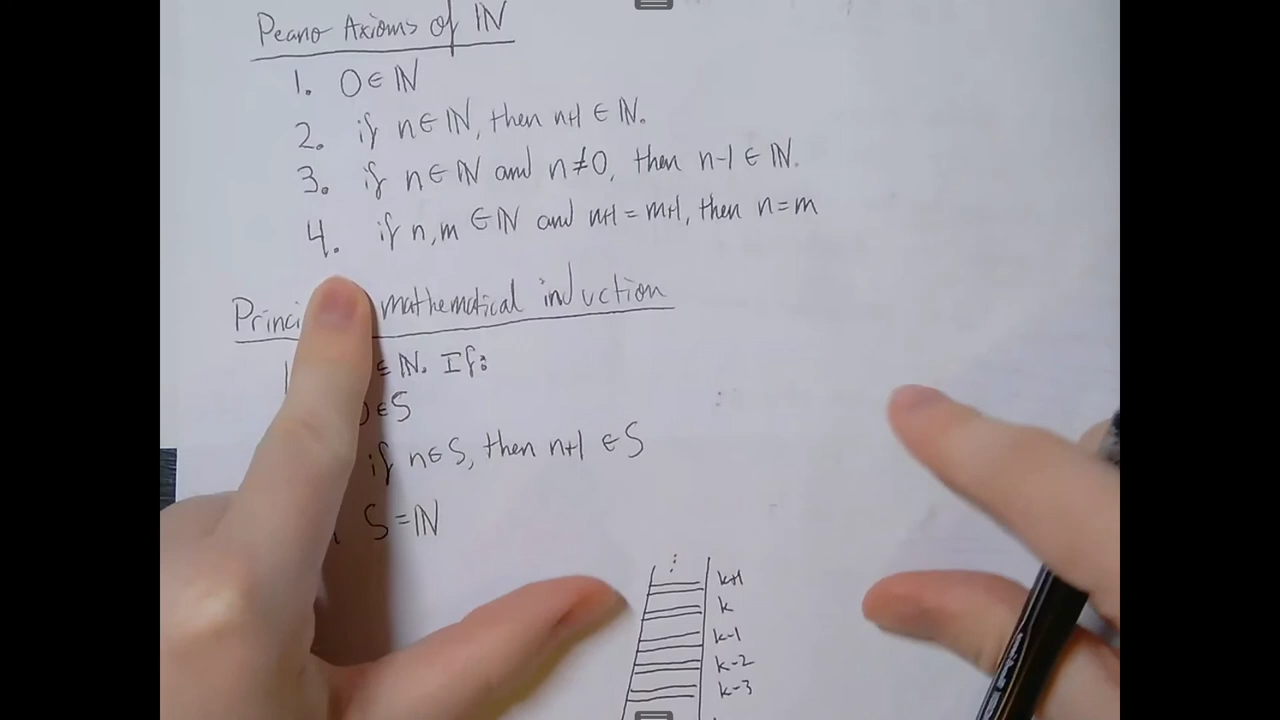 Peano Axioms of ℕ
1. 0 ∈ ℕ
2. if n ∈ ℕ, then n+1 ∈ ℕ.
3. if n ∈ ℕ and n ≠ 0, then n-1 ∈ ℕ.
4. if n, m ∈ ℕ and n+1 = m+1, then n = m
mathematical induction
ℕ. If:
∈ S
if n ∈ S, then n+1 ∈ S
S = ℕ
k+1
k
k-1
k-2
k-3